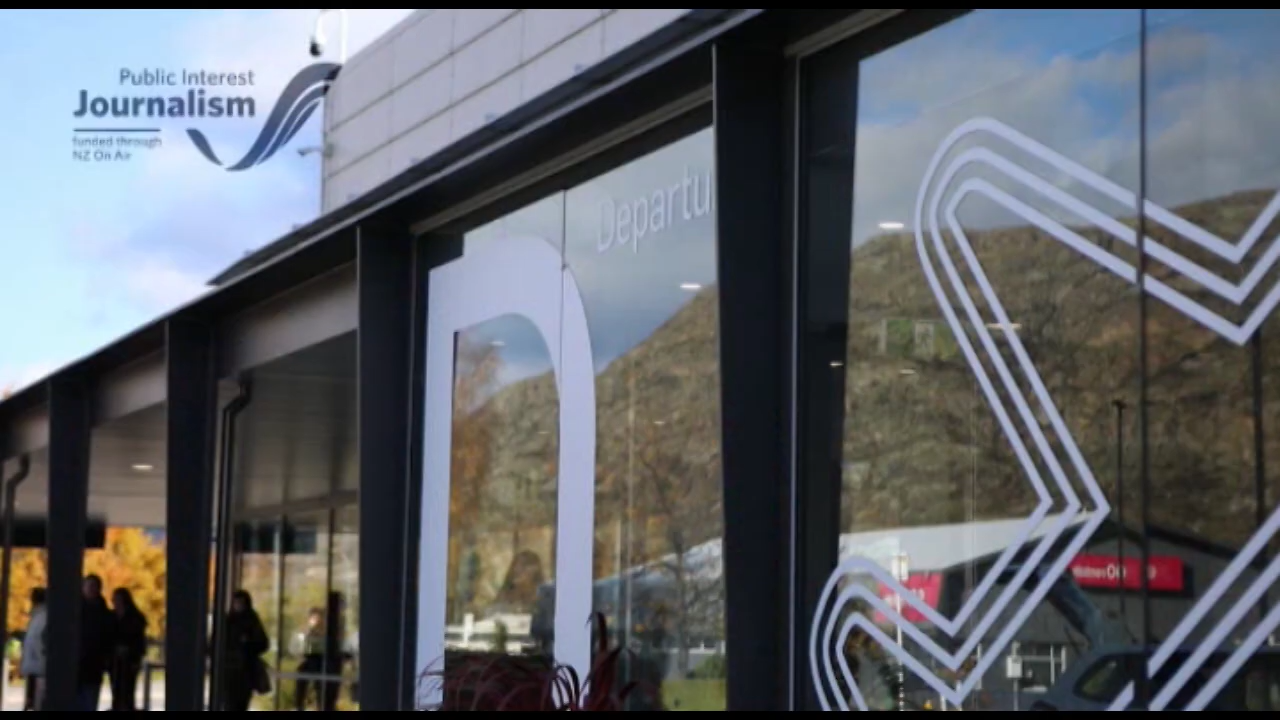 Public Interest
Journalism
funded through
NZ On Air
Departu